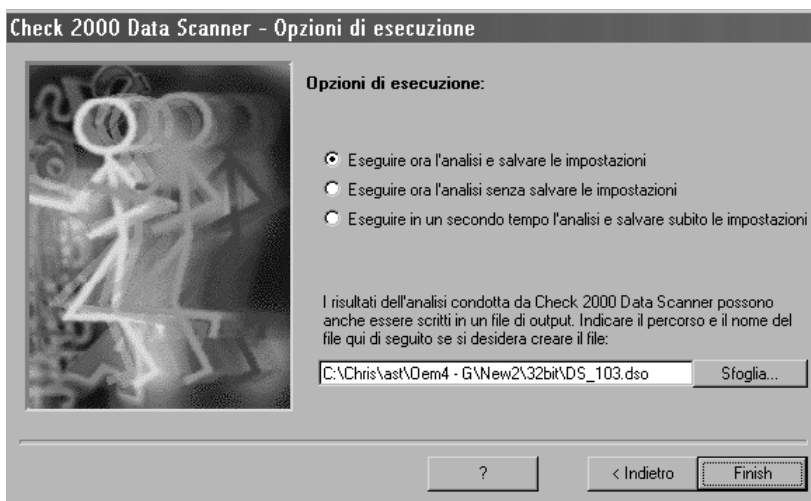 Check 2000 Data Scanner - Opzioni di esecuzione
Opzioni di esecuzione:
Eseguire ora l'analisi e salvare le impostazioni
Eseguire ora l'analisi senza salvare le impostazioni
Eseguire in un secondo tempo l'analisi e salvare subito le impostazioni
I risultati dell'analisi condotta da Check 2000 Data Scanner possono
anche essere scritti in un file di output. Indicare il percorso e il nome del
file qui di seguito se si desidera creare il file:
C:\Chris\ast\Oem4 - G\New2\32bit\DS_103.dso
Sfoglia...
?
< Indietro
Finish